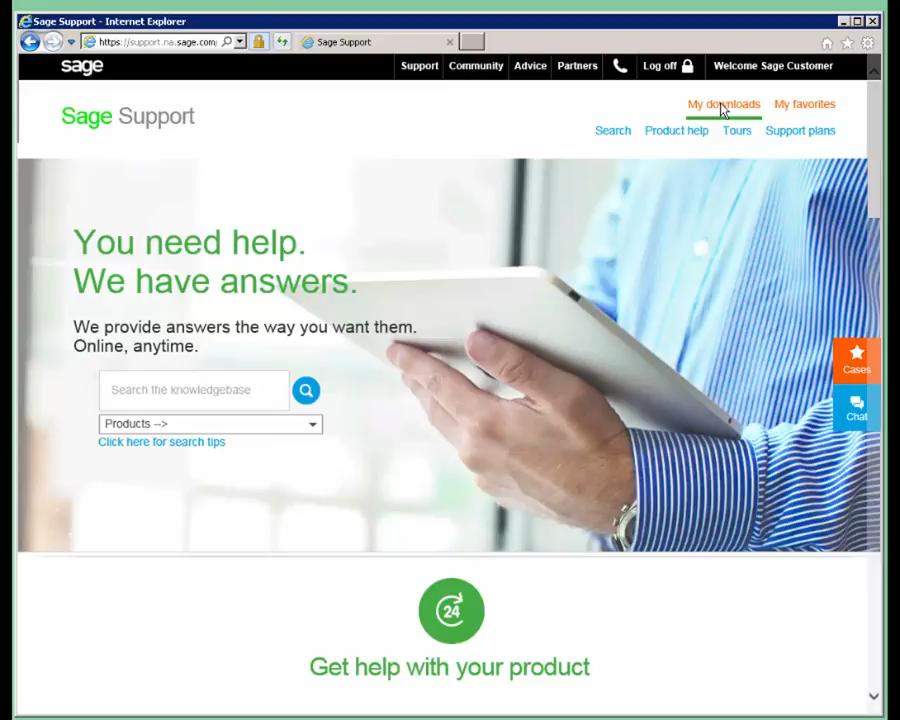 Sage Support - Internet Explorer
https://support.na.sage.com/
Sage Support
sage
Support
Community
Advice
Partners
Log off
Welcome Sage Customer
Sage Support
My downloads
My favorites
Search
Product help
Tours
Support plans
You need help.
We have answers.
We provide answers the way you want them.
Online, anytime.
Search the knowledgebase
Products -->
Click here for search tips
Cases
Chat
24
Get help with your product